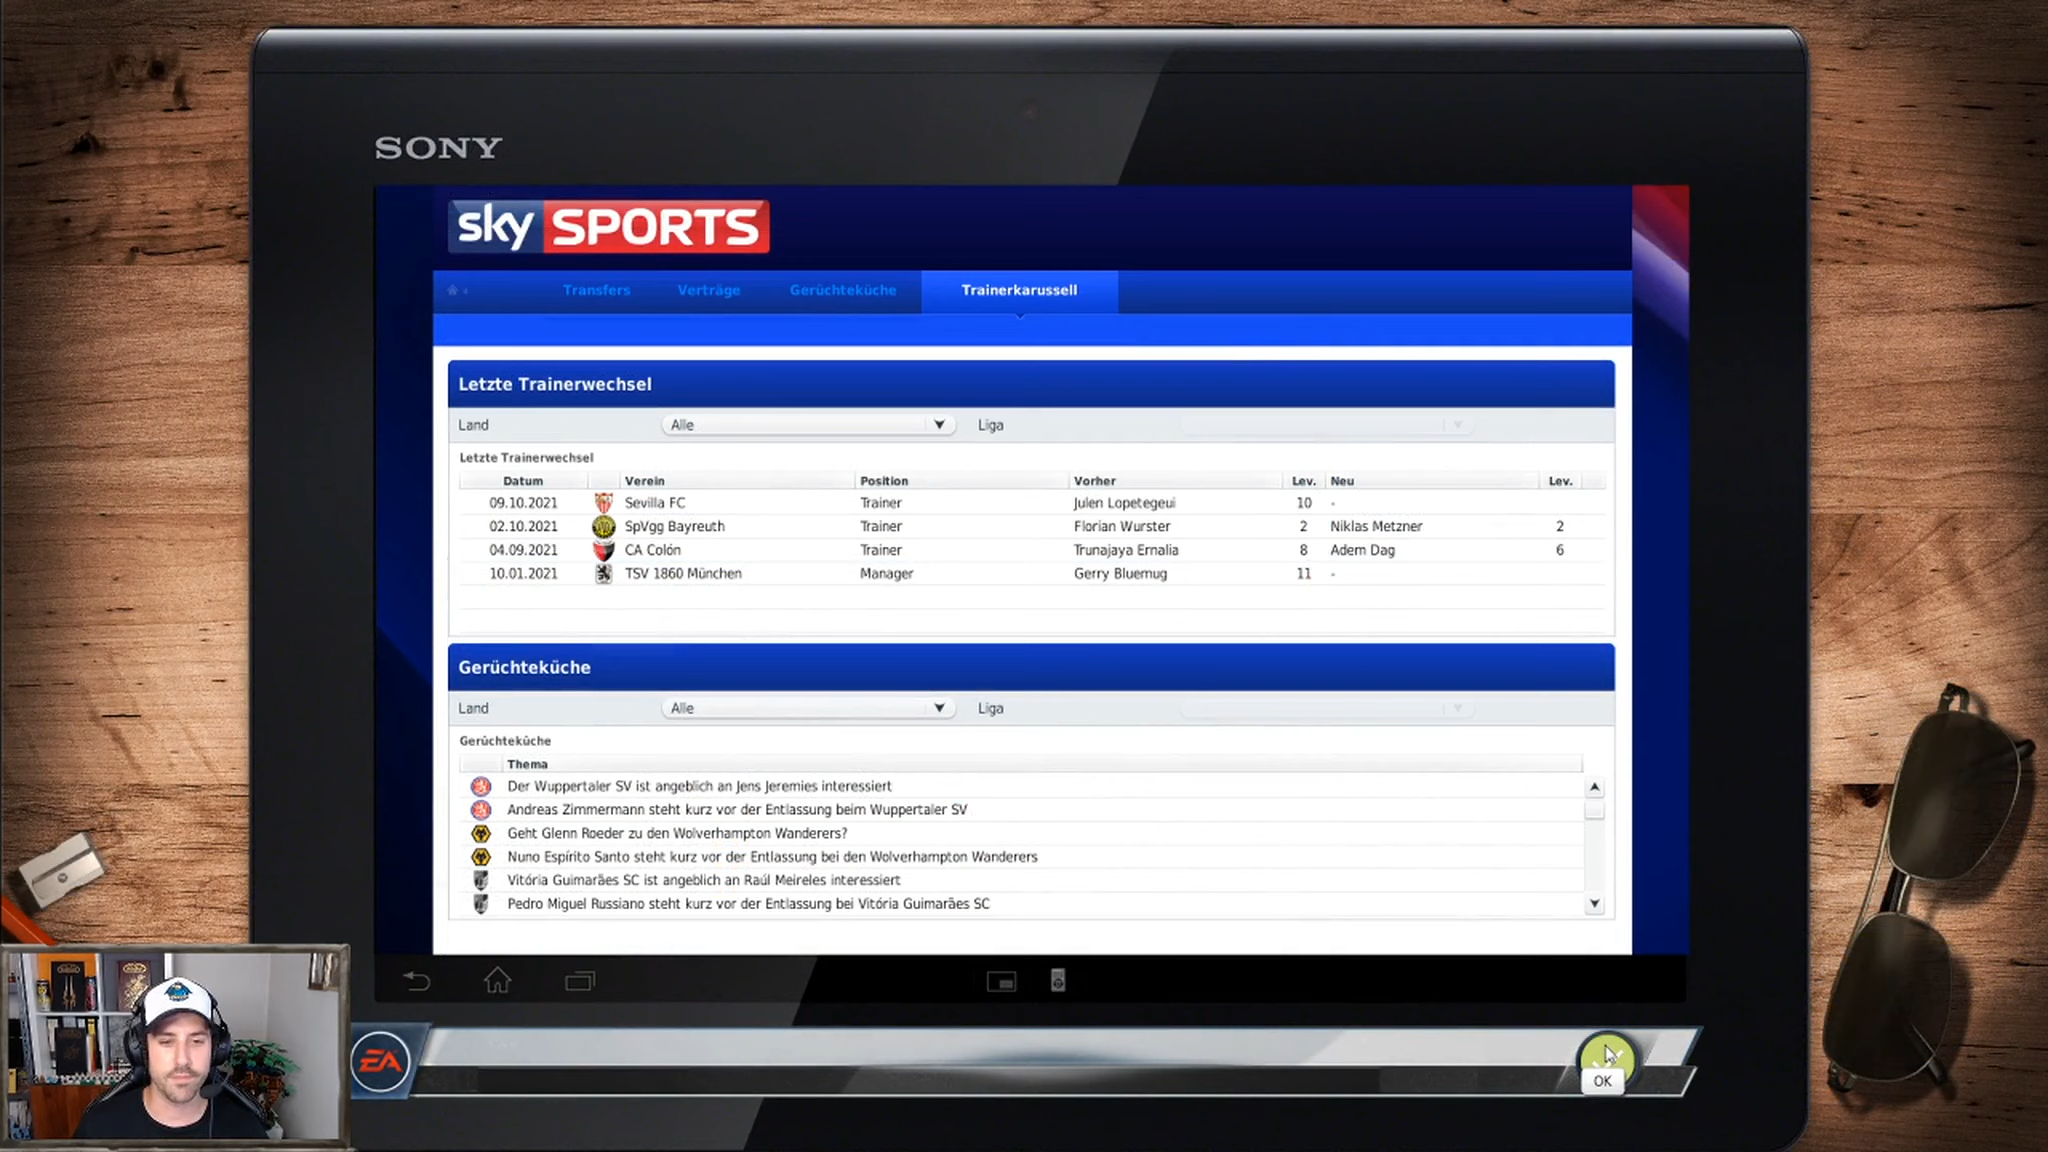 SONY
sky SPORTS
Transfers Verträge Gerüchteküche Trainerkarussell
Letzte Trainerwechsel
Land Alle Liga
Letzte Trainerwechsel
Datum Verein Position Vorher Lev. Neu Lev.
09.10.2021 Sevilla FC Trainer Julen Lopetegeui 10 -
02.10.2021 SpVgg Bayreuth Trainer Florian Wurster 2 Niklas Metzner 2
04.09.2021 CA Colón Trainer Trunajaya Ernalia 8 Adem Dag 6
10.01.2021 TSV 1860 München Manager Gerry Bluemug 11 -
Gerüchteküche
Land Alle Liga
Gerüchteküche
Thema
Der Wuppertaler SV ist angeblich an Jens Jeremies interessiert
Andreas Zimmermann steht kurz vor der Entlassung beim Wuppertaler SV
Geht Glenn Roeder zu den Wolverhampton Wanderers?
Nuno Espírito Santo steht kurz vor der Entlassung bei den Wolverhampton Wanderers
Vitória Guimarães SC ist angeblich an Raúl Meireles interessiert
Pedro Miguel Russiano steht kurz vor der Entlassung bei Vitória Guimarães SC
EA
OK